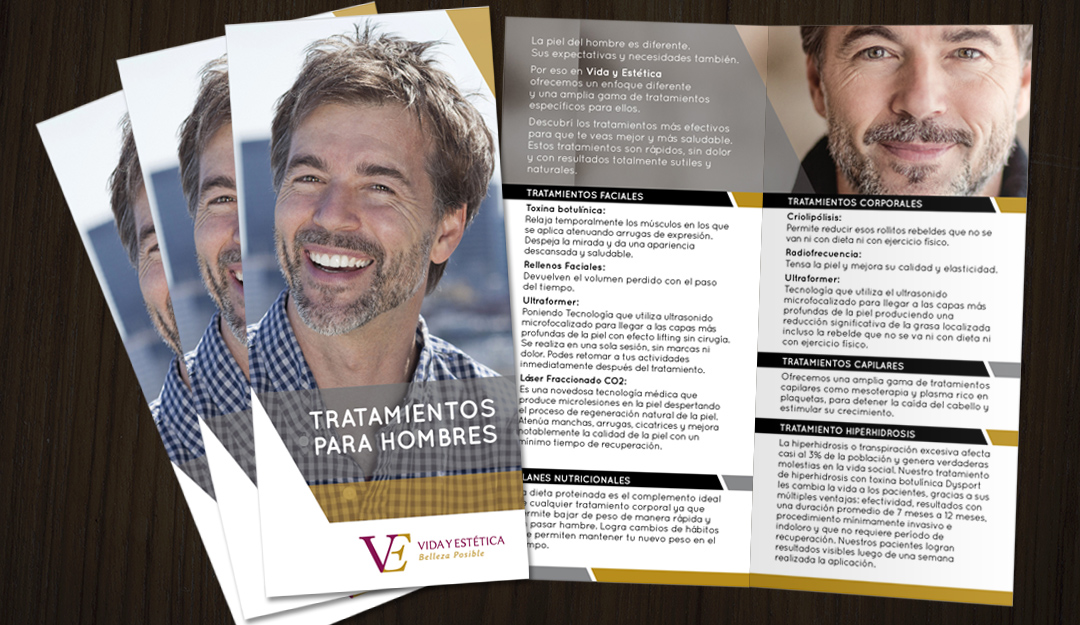 TRATAMIENTOS
PARA HOMBRES
VE VIDA Y ESTÉTICA
Belleza Posible
La piel del hombre es diferente.
Sus expectativas y necesidades también.
Por eso en Vida y Estética
ofrecemos un enfoque diferente
y una amplia gama de tratamientos
específicos para ellos.
Descubrí los tratamientos más efectivos
para que te veas mejor y más saludable.
Estos tratamientos son rápidos, sin dolor
y con resultados totalmente sutiles y
naturales.
TRATAMIENTOS FACIALES
Toxina botulínica:
Relaja temporalmente los músculos en los que
se aplica atenuando arrugas de expresión.
Despeja la mirada y da una apariencia
descansada y saludable.
Rellenos Faciales:
Devuelven el volumen perdido con el paso
del tiempo.
Ultraformer:
Poniendo Tecnología que utiliza ultrasonido
microfocalizado para llegar a las capas más
profundas de la piel con efecto lifting sin cirugía.
Se realiza en una sola sesión, sin marcas ni
dolor. Podes retomar a tus actividades
inmediatamente después del tratamiento.
Láser Fraccionado CO2:
Es una novedosa tecnología médica que
produce microlesiones en la piel despertando
el proceso de regeneración natural de la piel.
Atenúa manchas, arrugas, cicatrices y mejora
notablemente la calidad de la piel con un
mínimo tiempo de recuperación.
LANES NUTRICIONALES
dieta proteinada es el complemento ideal
cualquier tratamiento corporal ya que
rmite bajar de peso de manera rápida y
pasar hambre. Logra cambios de hábitos
e permiten mantener tu nuevo peso en el
mpo.
TRATAMIENTOS CORPORALES
Criolipólisis:
Permite reducir esos rollitos rebeldes que no se
van ni con dieta ni con ejercicio físico.
Radiofrecuencia:
Tensa la piel y mejora su calidad y elasticidad.
Ultraformer:
Tecnología que utiliza el ultrasonido
microfocalizado para llegar a las capas más
profundas de la piel produciendo una
reducción significativa de la grasa localizada
incluso la rebelde que no se va ni con dieta ni
con ejercicio físico.
TRATAMIENTOS CAPILARES
Ofrecemos una amplia gama de tratamientos
capilares como mesoterapia y plasma rico en
plaquetas, para detener la caída del cabello y
estimular su crecimiento.
TRATAMIENTO HIPERHIDROSIS
La hiperhidrosis o transpiración excesiva afecta
casi al 3% de la población y genera verdaderas
molestias en la vida social. Nuestro tratamiento
de hiperhidrosis con toxina botulínica Dysport
les cambia la vida a los pacientes, gracias a sus
múltiples ventajas: efectividad, resultados con
una duración promedio de 7 meses a 12 meses,
procedimiento mínimamente invasivo e
indoloro y que no requiere período de
recuperación. Nuestros pacientes logran
resultados visibles luego de una semana
realizada la aplicación.